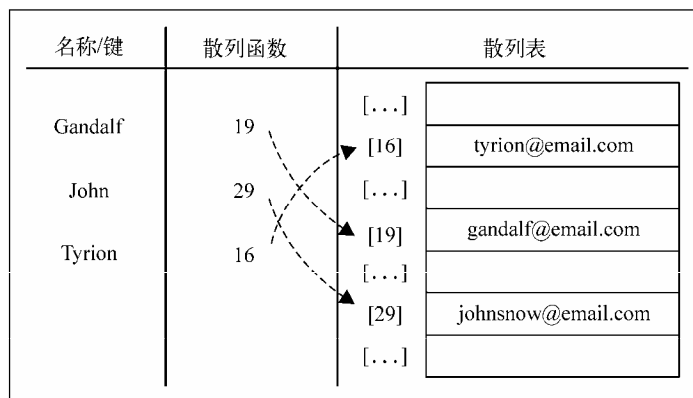 名称/键 散列函数 散列表
[...]
Gandalf 19
[16] tyrion@email.com
John 29 [...]
[19] gandalf@email.com
Tyrion 16
[...]
[29] johnsnow@email.com
[...]